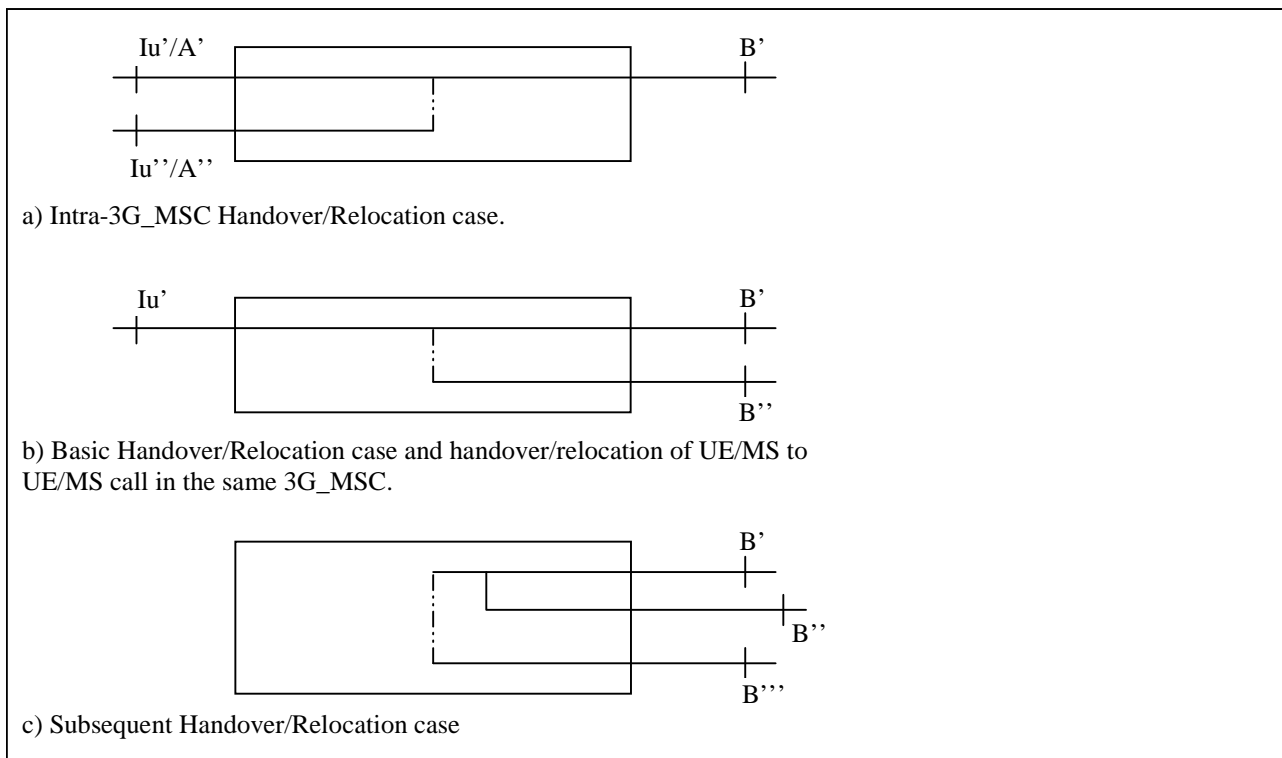 Iu’/A’
B’
Iu’’/A’’
a) Intra-3G_MSC Handover/Relocation case.
Iu’
B’
B’’
b) Basic Handover/Relocation case and handover/relocation of UE/MS to
UE/MS call in the same 3G_MSC.
B’
B’’
B’’’
c) Subsequent Handover/Relocation case